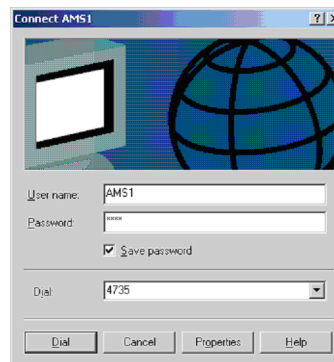 Connect AMS1
User name: AMS1
Password: ****
Save password
Dial: 4735
Dial Cancel Properties Help